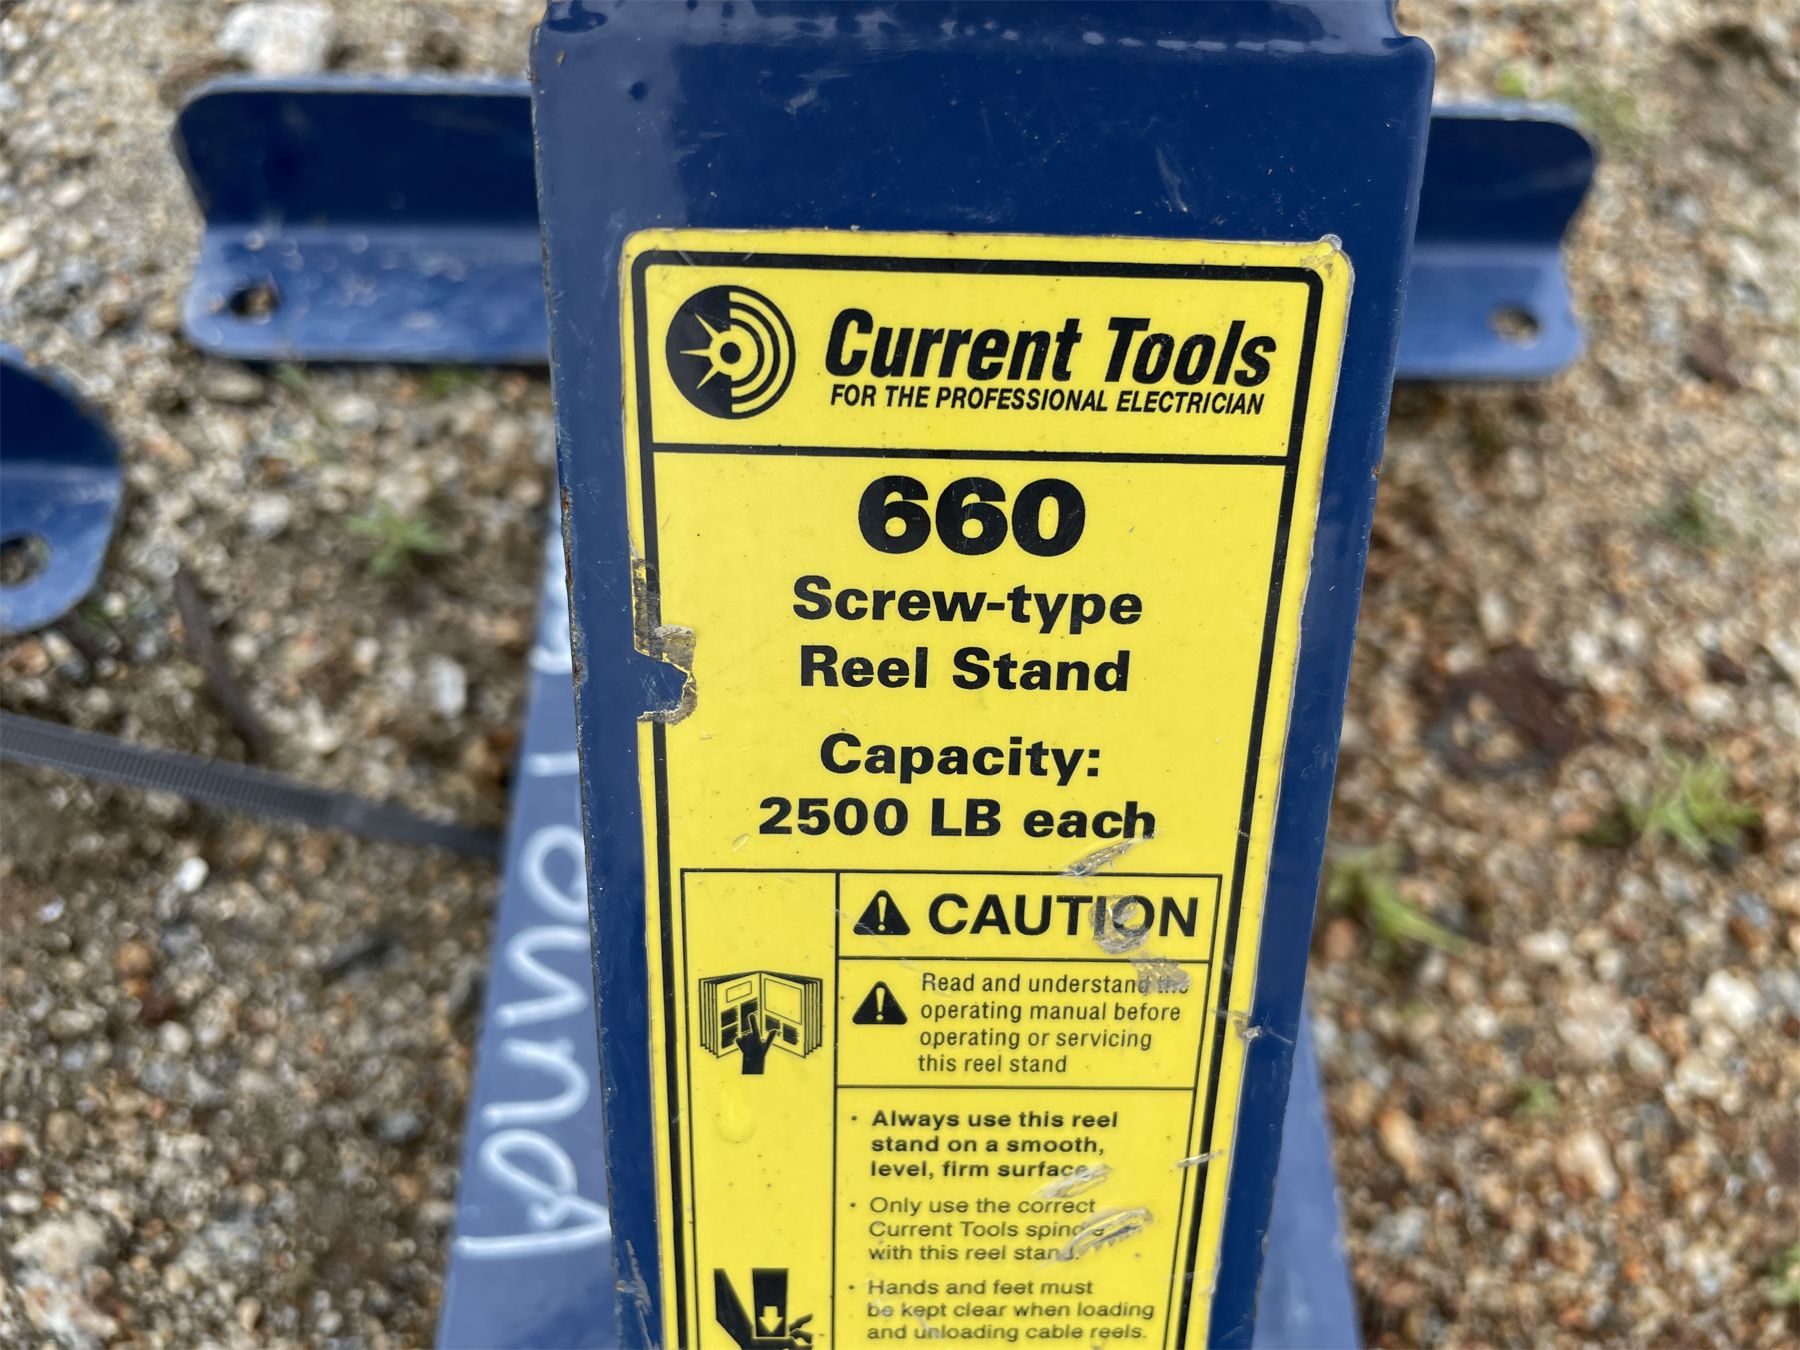 Current Tools
FOR THE PROFESSIONAL ELECTRICIAN
660
Screw-type
Reel Stand
Capacity:
2500 LB each
CAUTION
Read and understand the
operating manual before
operating or servicing
this reel stand
• Always use this reel
stand on a smooth,
level, firm surface.
• Only use the correct
Current Tools spindle
with this reel stand.
• Hands and feet must
be kept clear when loading
and unloading cable reels.